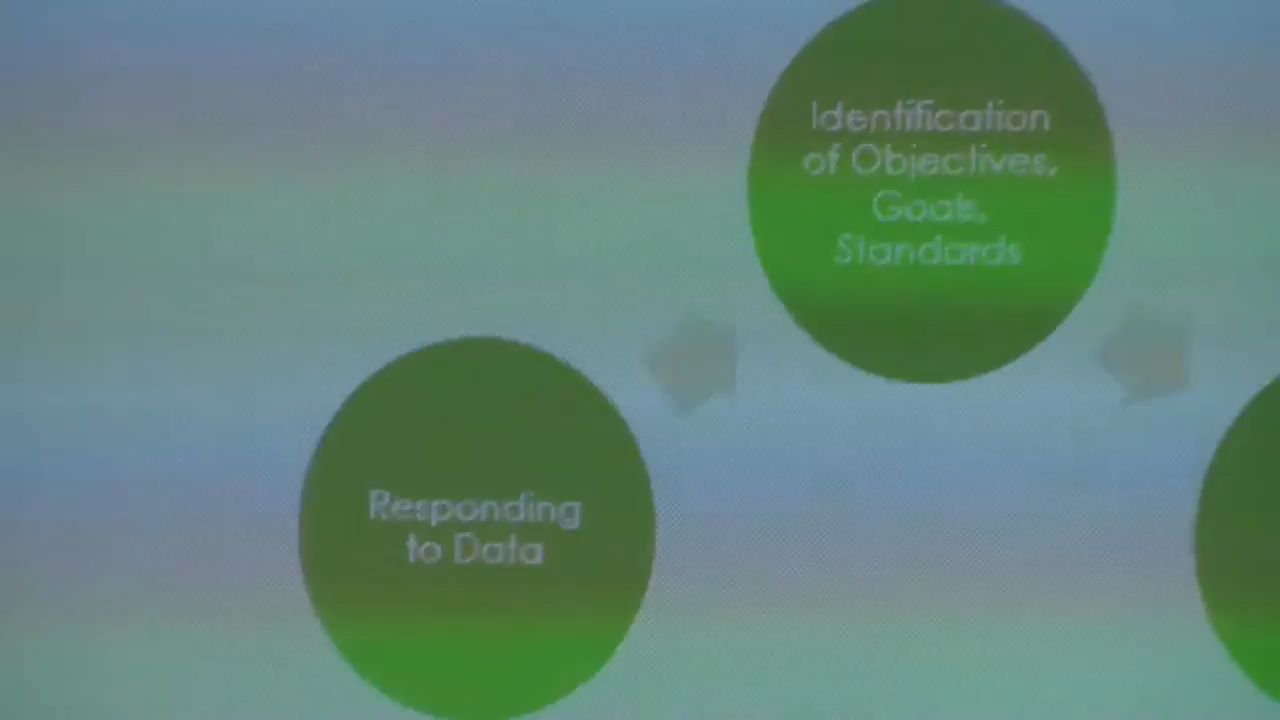 Identification
of Objectives,
Goals,
Standards
Responding
to Data